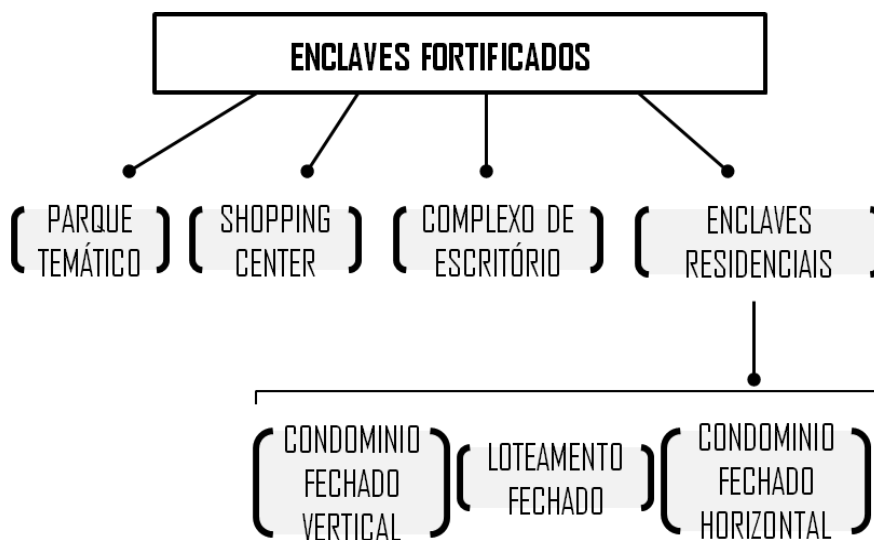 ENCLAVES FORTIFICADOS
PARQUE
TEMÁTICO
SHOPPING
CENTER
COMPLEXO DE
ESCRITÓRIO
ENCLAVES
RESIDENCIAIS
CONDOMINIO
FECHADO
VERTICAL
LOTEAMENTO
FECHADO
CONDOMINIO
FECHADO
HORIZONTAL